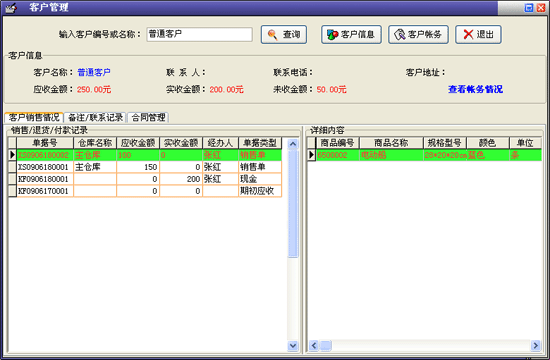 客户管理
输入客户编号或名称： 普通客户 查询 客户信息 客户帐务 退出
客户信息
客户名称：普通客户 联 系 人： 联系电话： 客户地址：
应收金额：250.00元 实收金额：200.00元 未收金额：50.00元 查看帐务情况
客户销售情况 备注/联系记录 合同管理
销售/退货/付款记录
单据号 仓库名称 应收金额 实收金额 经办人 单据类型
XS0906180002 主仓库 100 0 张红 销售单
XS0906180001 主仓库 150 0 张红 销售单
XF0906180001 0 200 张红 现金
XF0906170001 0 0 期初应收
详细内容
商品编号 商品名称 规格型号 颜色 单位
6500002 电动船 28*20*20cm 蓝色 条